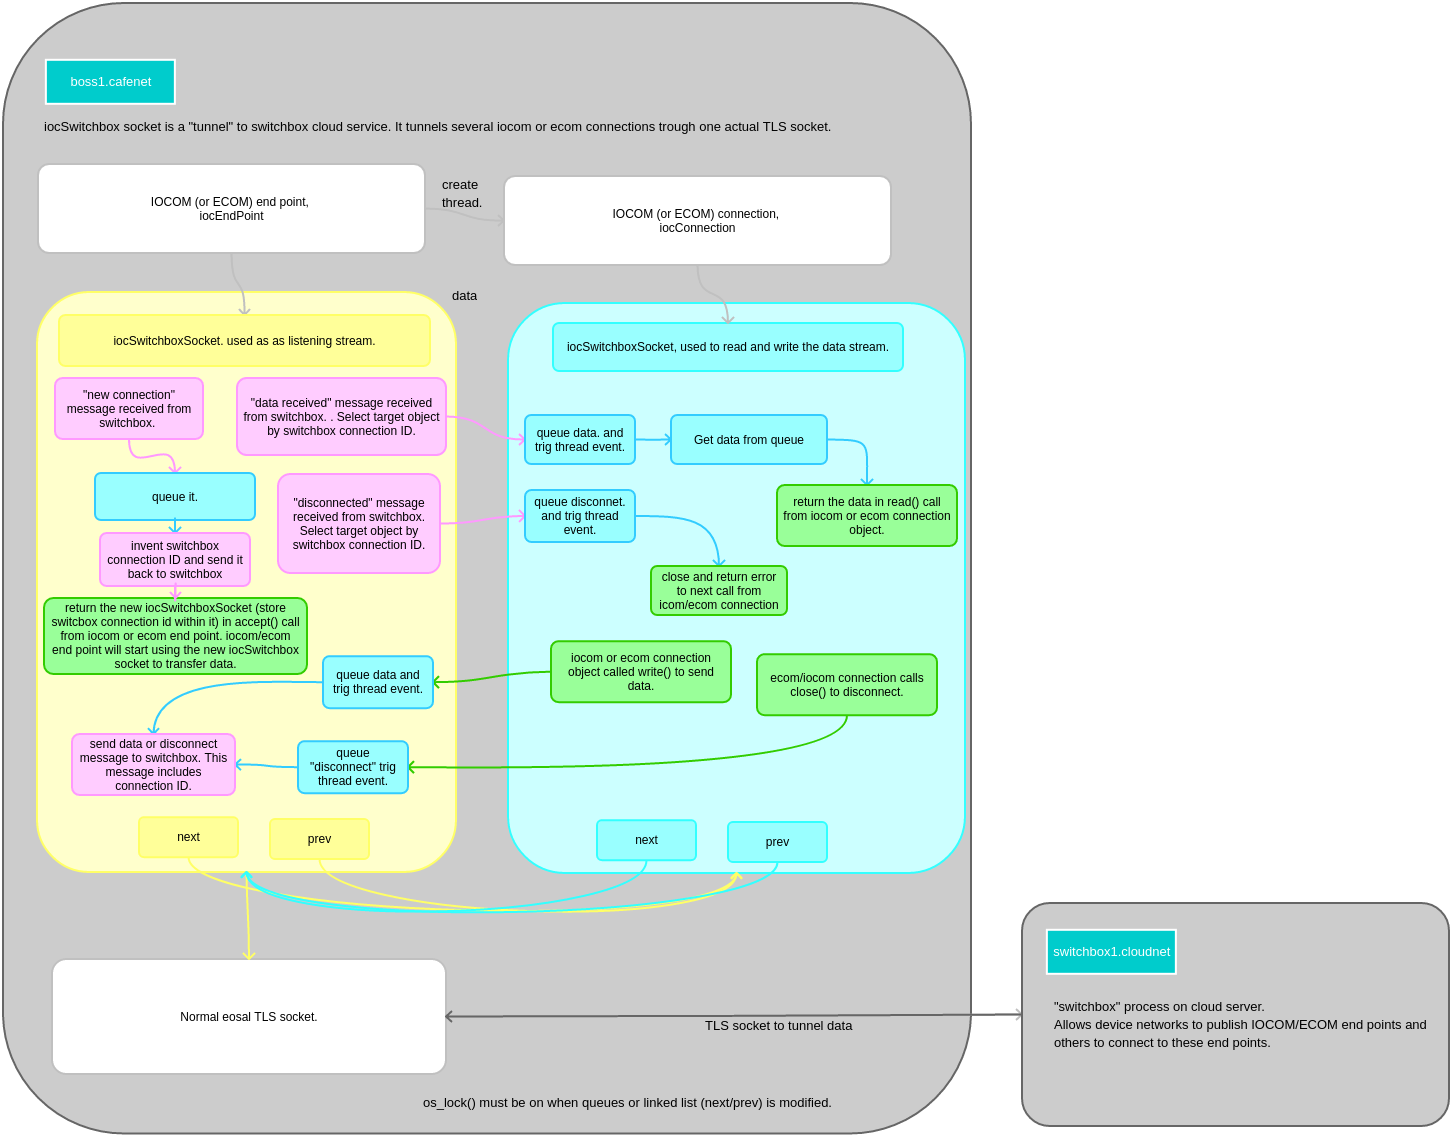 boss1.cafenet
iocSwitchbox socket is a "tunnel" to switchbox cloud service. It tunnels several iocom or ecom connections trough one actual TLS socket.
IOCOM (or ECOM) end point,
iocEndPoint
create
thread.
IOCOM (or ECOM) connection,
iocConnection
data
iocSwitchboxSocket. used as as listening stream.
"new connection"
message received from
switchbox.
"data received" message received
from switchbox. . Select target object
by switchbox connection ID.
queue it.
"disconnected" message
received from switchbox.
Select target object by
switchbox connection ID.
invent switchbox
connection ID and send it
back to switchbox
return the new iocSwitchboxSocket (store
switcbox connection id within it) in accept() call
from iocom or ecom end point. iocom/ecom
end point will start using the new iocSwitchbox
socket to transfer data.
queue data and
trig thread event.
send data or disconnect
message to switchbox. This
message includes
connection ID.
queue
"disconnect" trig
thread event.
next
prev
iocSwitchboxSocket, used to read and write the data stream.
queue data. and
trig thread event.
Get data from queue
queue disconnet.
and trig thread
event.
return the data in read() call
from iocom or ecom connection
object.
close and return error
to next call from
icom/ecom connection
iocom or ecom connection
object called write() to send
data.
ecom/iocom connection calls
close() to disconnect.
next
prev
Normal eosal TLS socket.
TLS socket to tunnel data
os_lock() must be on when queues or linked list (next/prev) is modified.
switchbox1.cloudnet
"switchbox" process on cloud server.
Allows device networks to publish IOCOM/ECOM end points and
others to connect to these end points.